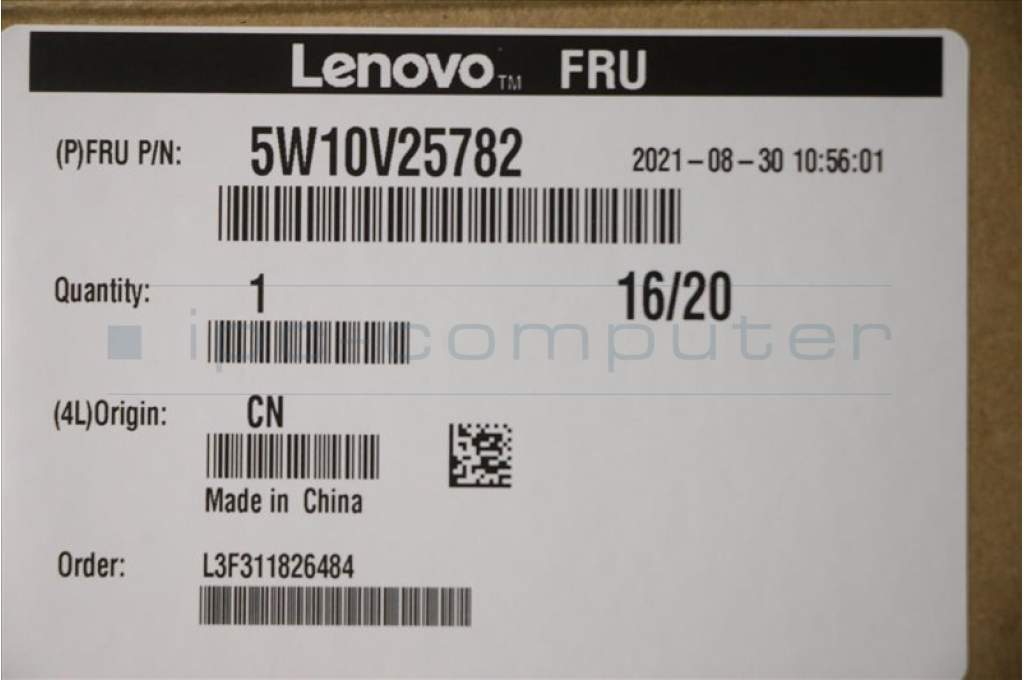 Lenovo™ FRU
(P)FRU P/N: 5W10V25782 2021-08-30 10:56:01
Quantity: 1 16/20
ipc-computer
(4L)Origin: CN
Made in China
Order: L3F311826484